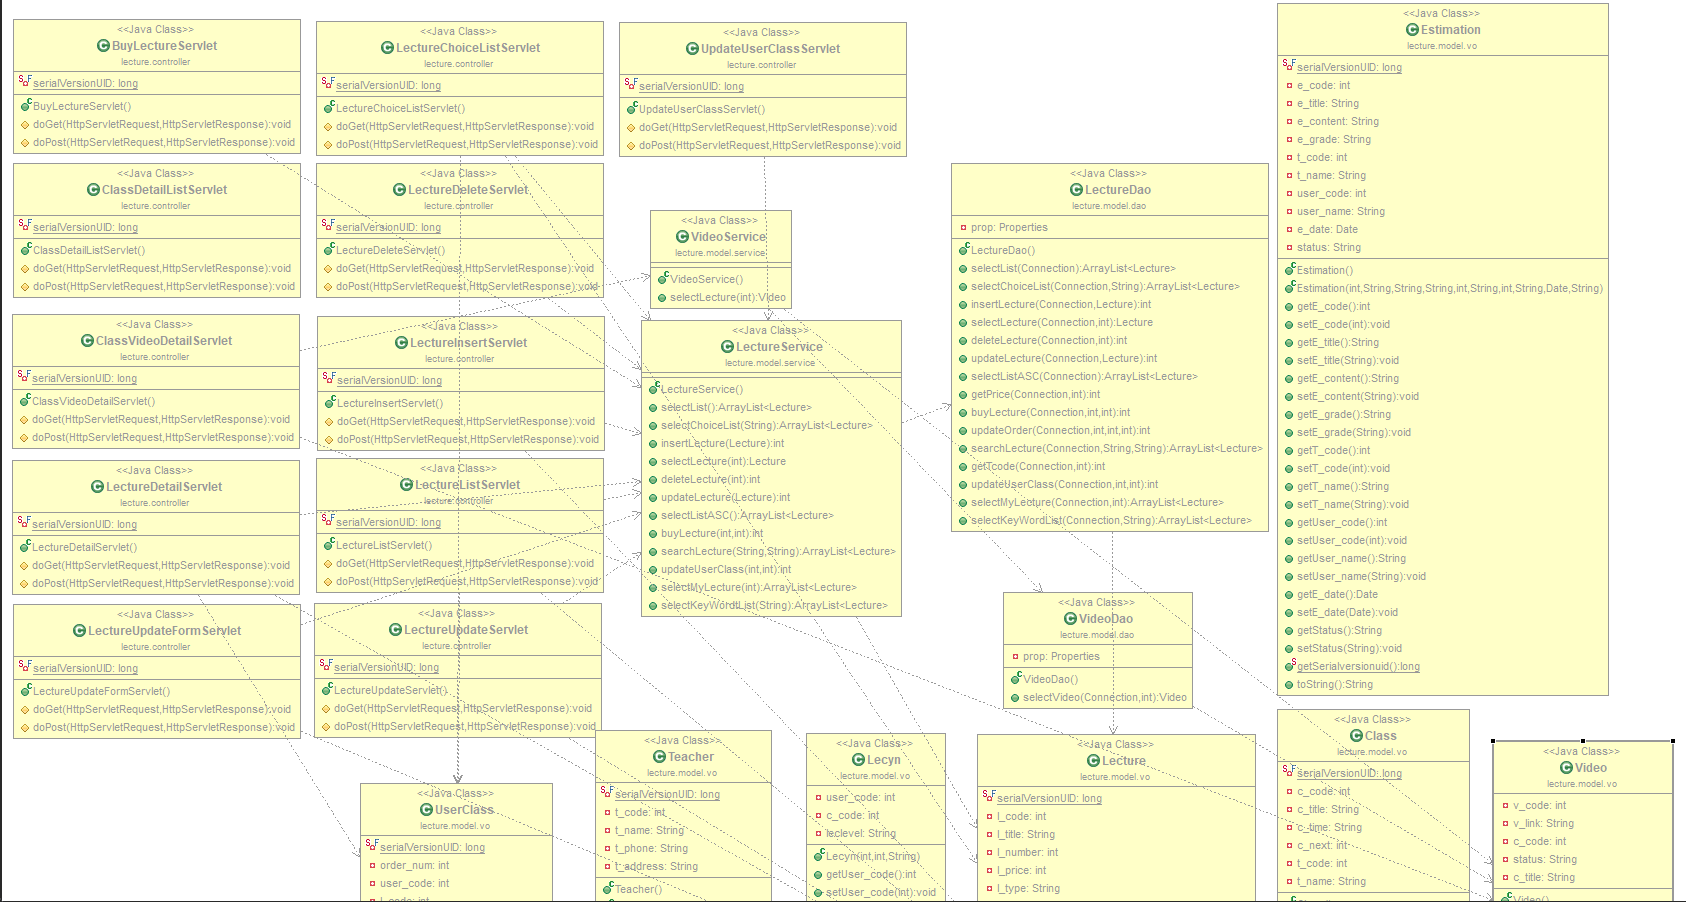 <<Java Class>>
BuyLectureServlet
lecture.controller
serialVersionUID: long
BuyLectureServlet()
doGet(HttpServletRequest,HttpServletResponse):void
doPost(HttpServletRequest,HttpServletResponse):void
<<Java Class>>
LectureChoiceListServlet
lecture.controller
serialVersionUID: long
LectureChoiceListServlet()
doGet(HttpServletRequest,HttpServletResponse):void
doPost(HttpServletRequest,HttpServletResponse):void
<<Java Class>>
UpdateUserClassServlet
lecture.controller
serialVersionUID: long
UpdateUserClassServlet()
doGet(HttpServletRequest,HttpServletResponse):void
doPost(HttpServletRequest,HttpServletResponse):void
<<Java Class>>
ClassDetailListServlet
lecture.controller
serialVersionUID: long
ClassDetailListServlet()
doGet(HttpServletRequest,HttpServletResponse):void
doPost(HttpServletRequest,HttpServletResponse):void
<<Java Class>>
LectureDeleteServlet
lecture.controller
serialVersionUID: long
LectureDeleteServlet()
doGet(HttpServletRequest,HttpServletResponse):void
doPost(HttpServletRequest,HttpServletResponse):void
<<Java Class>>
VideoService
lecture.model.service
VideoService()
selectLecture(int):Video
<<Java Class>>
ClassVideoDetailServlet
lecture.controller
serialVersionUID: long
ClassVideoDetailServlet()
doGet(HttpServletRequest,HttpServletResponse):void
doPost(HttpServletRequest,HttpServletResponse):void
<<Java Class>>
LectureInsertServlet
lecture.controller
serialVersionUID: long
LectureInsertServlet()
doGet(HttpServletRequest,HttpServletResponse):void
doPost(HttpServletRequest,HttpServletResponse):void
<<Java Class>>
LectureService
lecture.model.service
LectureService()
selectList():ArrayList<Lecture>
selectChoiceList(String):ArrayList<Lecture>
insertLecture(Lecture):int
selectLecture(int):Lecture
deleteLecture(int):int
updateLecture(Lecture):int
selectListASC():ArrayList<Lecture>
buyLecture(int,int):int
searchLecture(String,String):ArrayList<Lecture>
updateUserClass(int,int):int
selectMyLecture(int):ArrayList<Lecture>
selectKeyWordList(String):ArrayList<Lecture>
<<Java Class>>
LectureDetailServlet
lecture.controller
serialVersionUID: long
LectureDetailServlet()
doGet(HttpServletRequest,HttpServletResponse):void
doPost(HttpServletRequest,HttpServletResponse):void
<<Java Class>>
LectureListServlet
lecture.controller
serialVersionUID: long
LectureListServlet()
doGet(HttpServletRequest,HttpServletResponse):void
doPost(HttpServletRequest,HttpServletResponse):void
<<Java Class>>
LectureUpdateFormServlet
lecture.controller
serialVersionUID: long
LectureUpdateFormServlet()
doGet(HttpServletRequest,HttpServletResponse):void
doPost(HttpServletRequest,HttpServletResponse):void
<<Java Class>>
LectureUpdateServlet
lecture.controller
serialVersionUID: long
LectureUpdateServlet()
doGet(HttpServletRequest,HttpServletResponse):void
doPost(HttpServletRequest,HttpServletResponse):void
<<Java Class>>
LectureDao
lecture.model.dao
prop: Properties
LectureDao()
selectList(Connection):ArrayList<Lecture>
selectChoiceList(Connection,String):ArrayList<Lecture>
insertLecture(Connection,Lecture):int
selectLecture(Connection,int):Lecture
deleteLecture(Connection,int):int
updateLecture(Connection,Lecture):int
selectListASC(Connection):ArrayList<Lecture>
getPrice(Connection,int):int
buyLecture(Connection,int,int):int
updateOrder(Connection,int,int,int):int
searchLecture(Connection,String,String):ArrayList<Lecture>
getTcode(Connection,int):int
updateUserClass(Connection,int,int):int
selectMyLecture(Connection,int):ArrayList<Lecture>
selectKeyWordList(Connection,String):ArrayList<Lecture>
<<Java Class>>
Estimation
lecture.model.vo
serialVersionUID: long
e_code: int
e_title: String
e_content: String
e_grade: String
t_code: int
t_name: String
user_code: int
user_name: String
e_date: Date
status: String
Estimation()
Estimation(int,String,String,String,int,String,int,String,Date,String)
getE_code():int
setE_code(int):void
getE_title():String
setE_title(String):void
getE_content():String
setE_content(String):void
getE_grade():String
setE_grade(String):void
getT_code():int
setT_code(int):void
getT_name():String
setT_name(String):void
getUser_code():int
setUser_code(int):void
getUser_name():String
setUser_name(String):void
getE_date():Date
setE_date(Date):void
getStatus():String
setStatus(String):void
getSerialversionuid():long
toString():String
<<Java Class>>
VideoDao
lecture.model.dao
prop: Properties
VideoDao()
selectVideo(Connection,int):Video
<<Java Class>>
UserClass
lecture.model.vo
serialVersionUID: long
order_num: int
user_code: int
l_code: int
<<Java Class>>
Teacher
lecture.model.vo
serialVersionUID: long
t_code: int
t_name: String
t_phone: String
t_address: String
Teacher()
<<Java Class>>
Lecyn
lecture.model.vo
user_code: int
c_code: int
leclevel: String
Lecyn(int,int,String)
getUser_code():int
setUser_code(int):void
<<Java Class>>
Lecture
lecture.model.vo
serialVersionUID: long
l_code: int
l_title: String
l_number: int
l_price: int
l_type: String
<<Java Class>>
Class
lecture.model.vo
serialVersionUID: long
c_code: int
c_title: String
c_time: String
c_next: int
t_code: int
t_name: String
<<Java Class>>
Video
lecture.model.vo
v_code: int
v_link: String
c_code: int
status: String
c_title: String
Video()